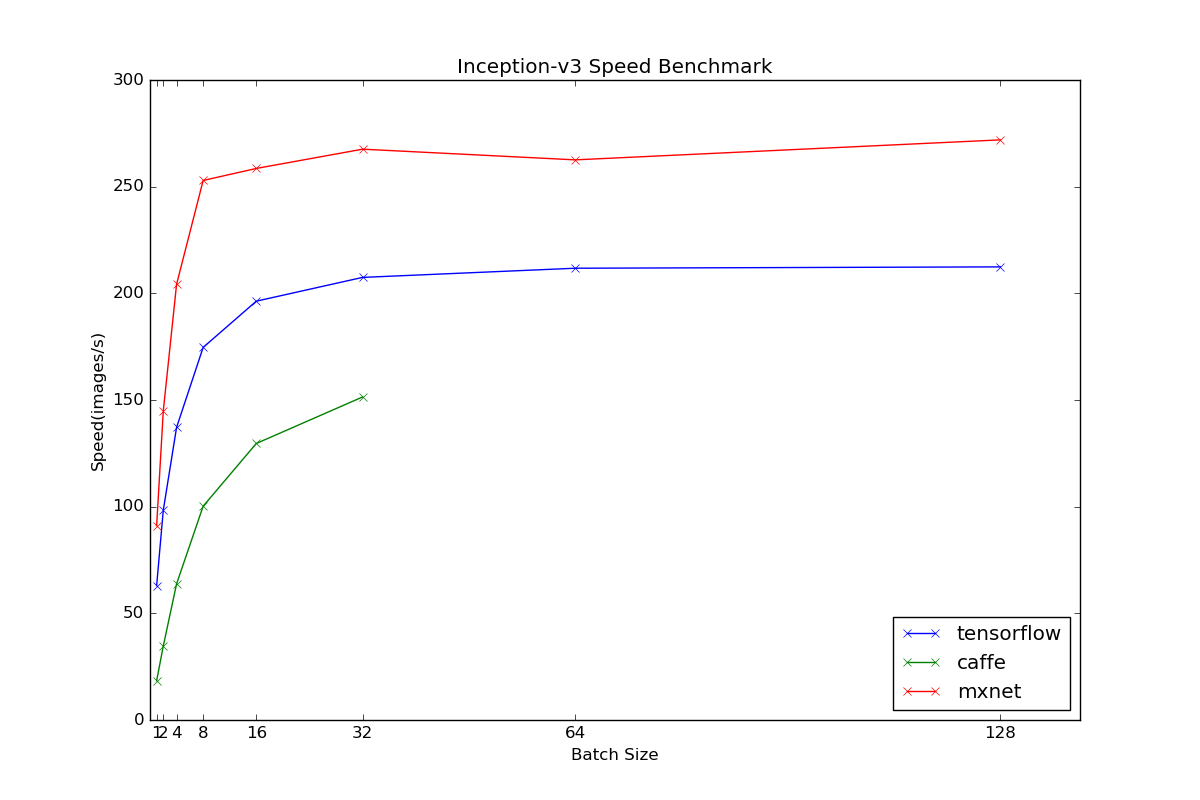 Inception-v3 Speed Benchmark
300
250
200
150
100
50
0
Speed(images/s)
1 2 4 8 16 32 64 128
Batch Size
tensorflow
caffe
mxnet